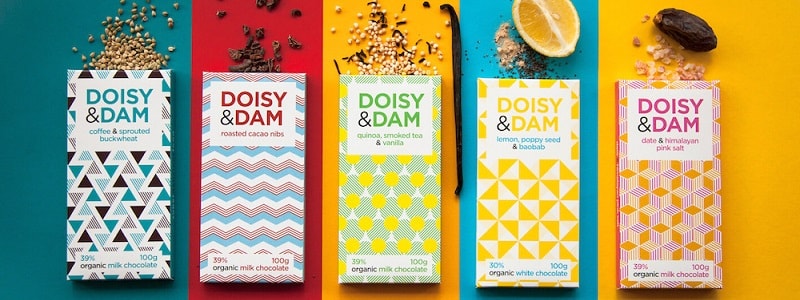 DOISY
&DAM
coffee & sprouted
buckwheat
39% 100g
organic milk chocolate
DOISY
&DAM
roasted cacao nibs
39% 100g
organic milk chocolate
DOISY
&DAM
quinoa, smoked tea
& vanilla
39% 100g
organic milk chocolate
DOISY
&DAM
lemon, poppy seed
& baobab
30% 100g
organic white chocolate
DOISY
&DAM
date & himalayan
pink salt
39% 100g
organic milk chocolate